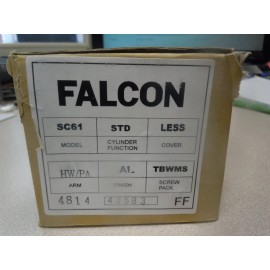 FALCON
SC61 STD LESS
MODEL CYLINDER FUNCTION COVER
HW/PA AL TBWMS
ARM FINISH SCREW PACK
4814 FF